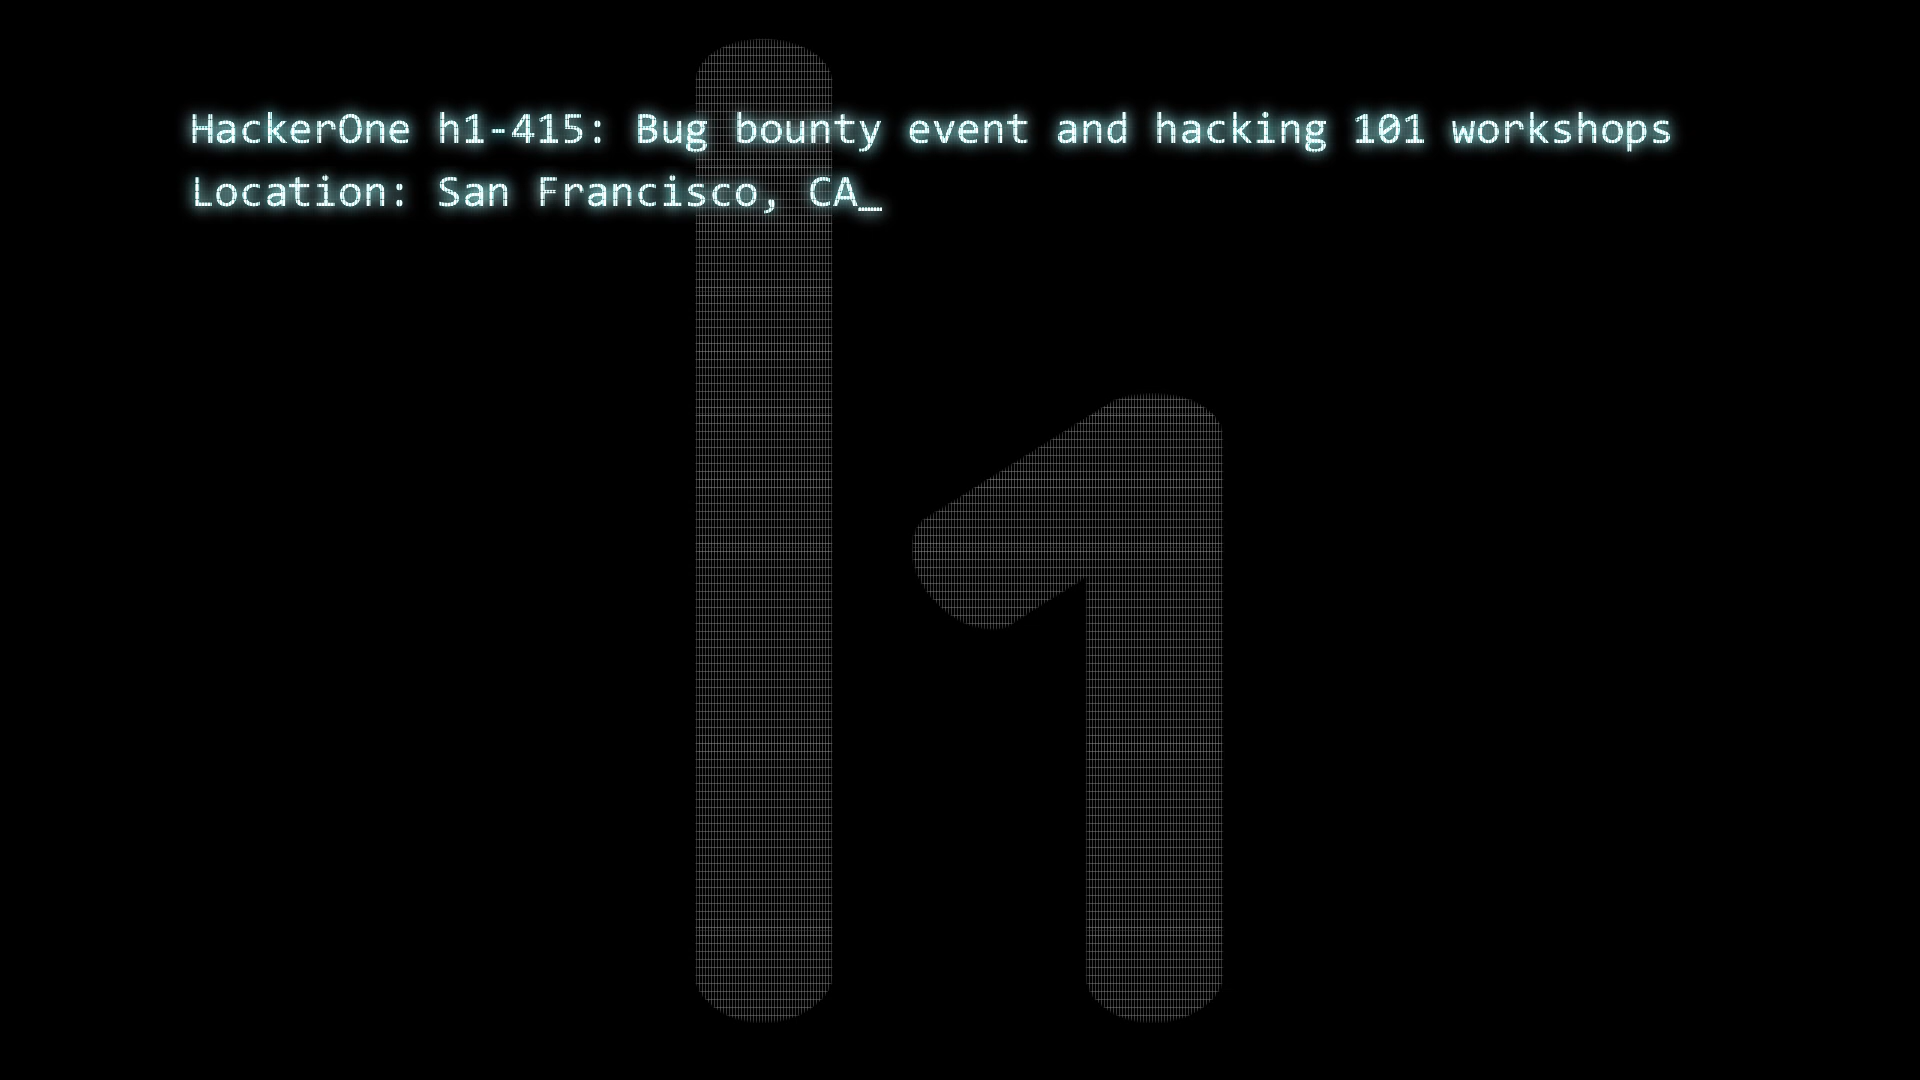 HackerOne h1-415: Bug bounty event and hacking 101 workshops
Location: San Francisco, CA_